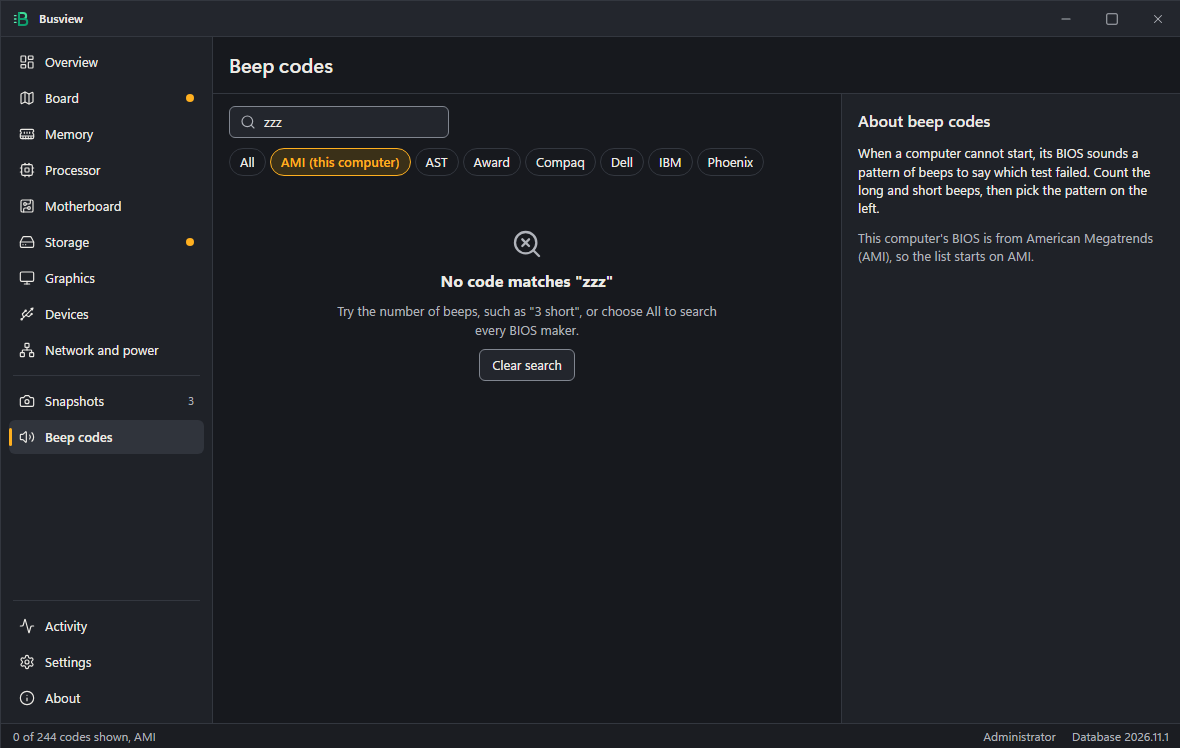 Busview
Overview
Board
Memory
Processor
Motherboard
Storage
Graphics
Devices
Network and power
Snapshots 3
Beep codes
Activity
Settings
About
Beep codes
zzz
All AMI (this computer) AST Award Compaq Dell IBM Phoenix
No code matches "zzz"
Try the number of beeps, such as "3 short", or choose All to search
every BIOS maker.
Clear search
About beep codes
When a computer cannot start, its BIOS sounds a
pattern of beeps to say which test failed. Count the
long and short beeps, then pick the pattern on the
left.
This computer's BIOS is from American Megatrends
(AMI), so the list starts on AMI.
0 of 244 codes shown, AMI
Administrator Database 2026.11.1